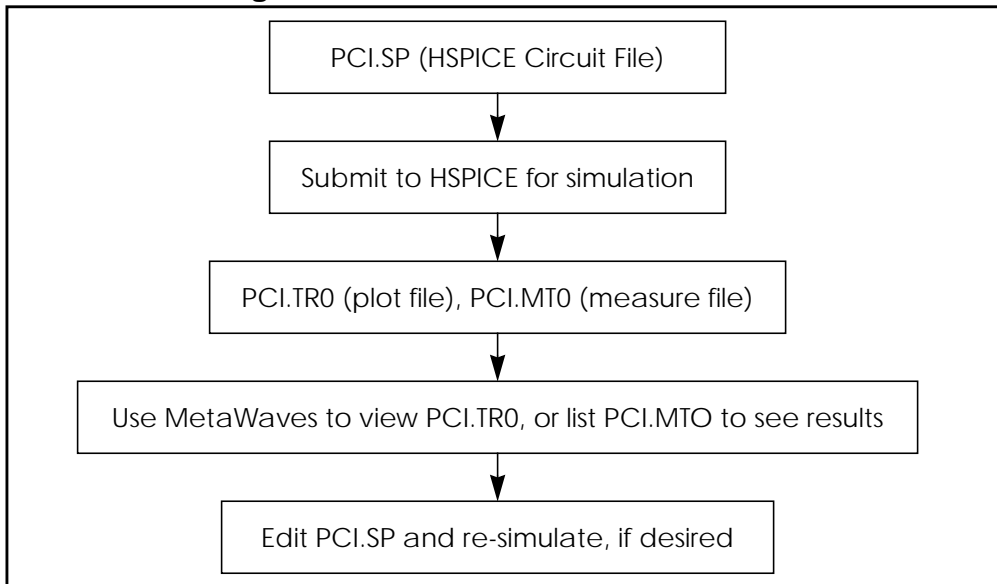 PCI.SP (HSPICE Circuit File)
Submit to HSPICE for simulation
PCI.TR0 (plot file), PCI.MT0 (measure file)
Use MetaWaves to view PCI.TR0, or list PCI.MTO to see results
Edit PCI.SP and re-simulate, if desired